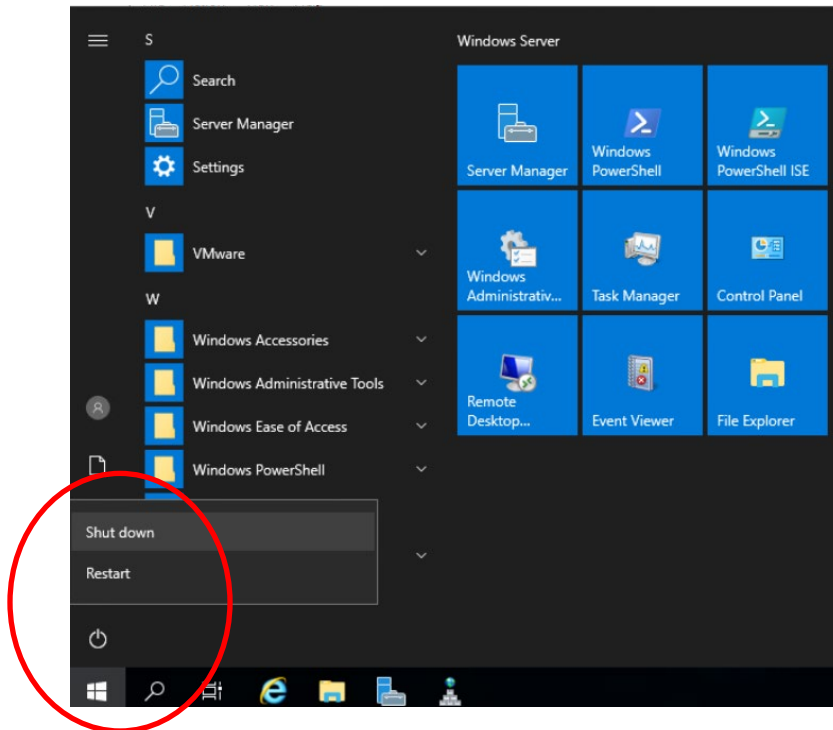 S
Search
Server Manager
Settings
V
VMware
W
Windows Accessories
Windows Administrative Tools
Windows Ease of Access
Windows PowerShell
Shut down
Restart
Windows Server
Server Manager
Windows
PowerShell
Windows
PowerShell ISE
Windows
Administrativ...
Task Manager
Control Panel
Remote
Desktop...
Event Viewer
File Explorer